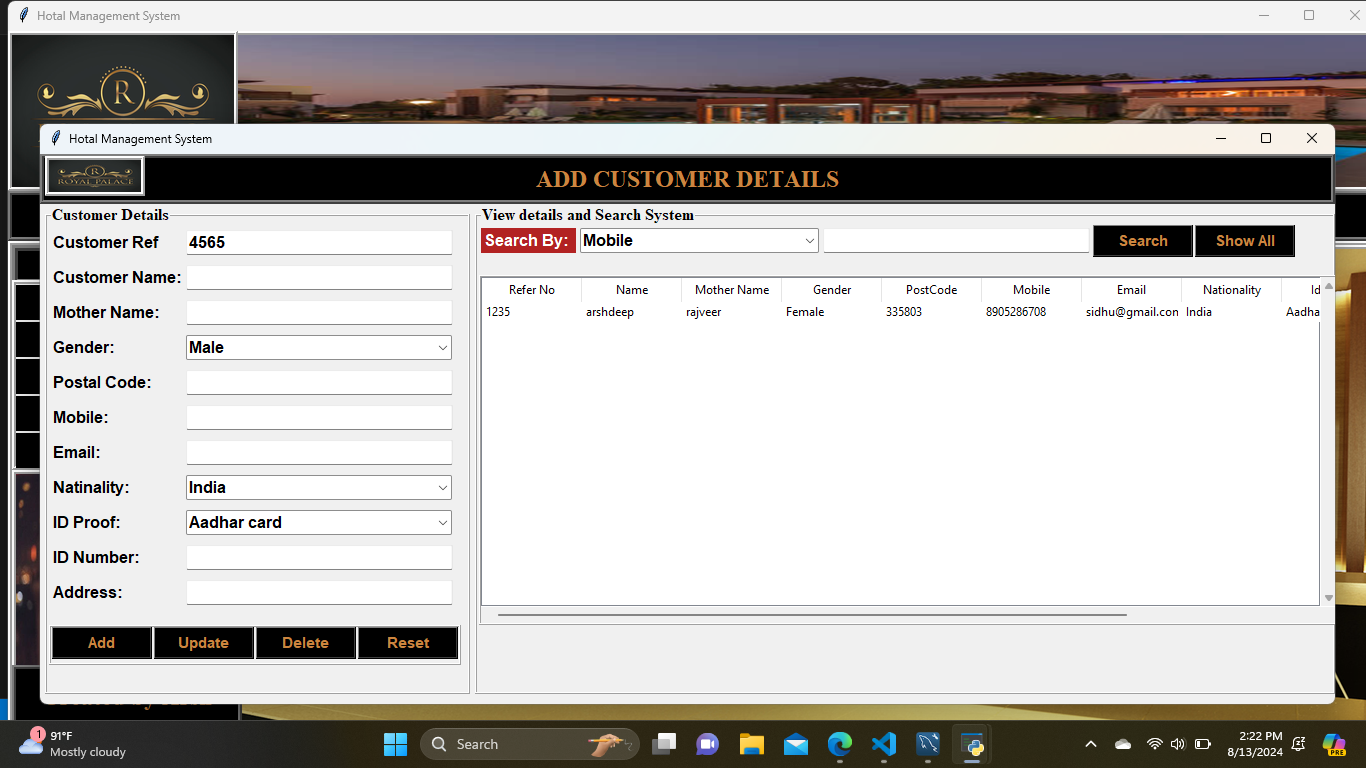 Hotal Management System
R
Hotal Management System
R
ROYAL PALACE
ADD CUSTOMER DETAILS
Customer Details
Customer Ref 4565
Customer Name:
Mother Name:
Gender: Male
Postal Code:
Mobile:
Email:
Natinality: India
ID Proof: Aadhar card
ID Number:
Address:
Add Update Delete Reset
View details and Search System
Search By: Mobile Search Show All
Refer No Name Mother Name Gender PostCode Mobile Email Nationality Id
1235 arshdeep rajveer Female 335803 8905286708 sidhu@gmail.con India Aadha
1 91°F
Mostly cloudy
Search
2:22 PM
8/13/2024
PRE